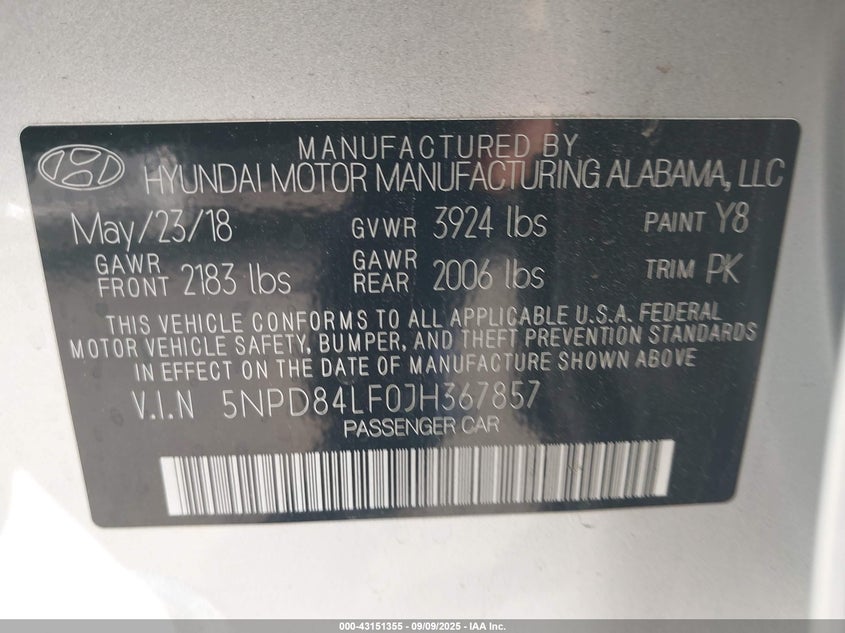 MANUFACTURED BY
HYUNDAI MOTOR MANUFACTURING ALABAMA, LLC
May/23/18 GVWR 3924 lbs PAINT Y8
GAWR FRONT 2183 lbs GAWR REAR 2006 lbs TRIM PK
THIS VEHICLE CONFORMS TO ALL APPLICABLE U.S.A. FEDERAL
MOTOR VEHICLE SAFETY, BUMPER, AND THEFT PREVENTION STANDARDS
IN EFFECT ON THE DATE OF MANUFACTURE SHOWN ABOVE
V.I.N 5NPD84LF0JH367857
PASSENGER CAR
000-43151355 - 09/09/2025 - IAA Inc.